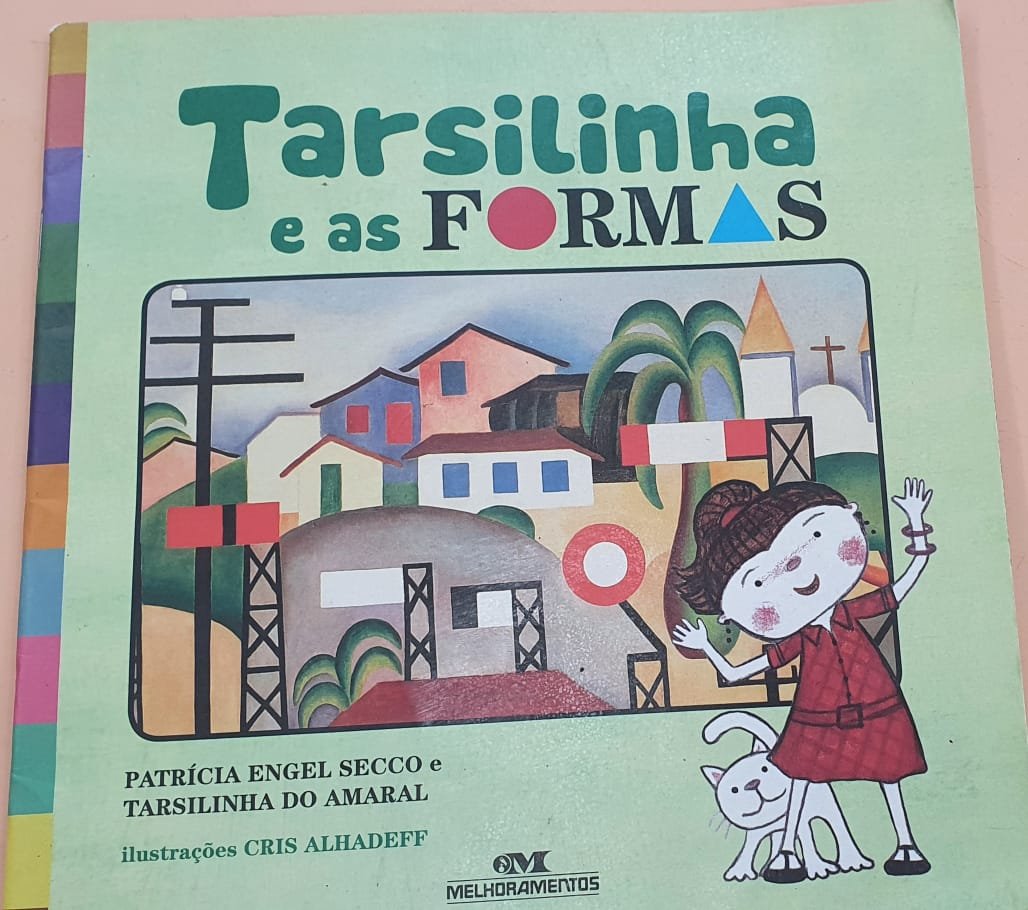 Tarsilinha
e as FORMAS
PATRÍCIA ENGEL SECCO e
TARSILINHA DO AMARAL
ilustrações CRIS ALHADEFF
MELHORAMENTOS